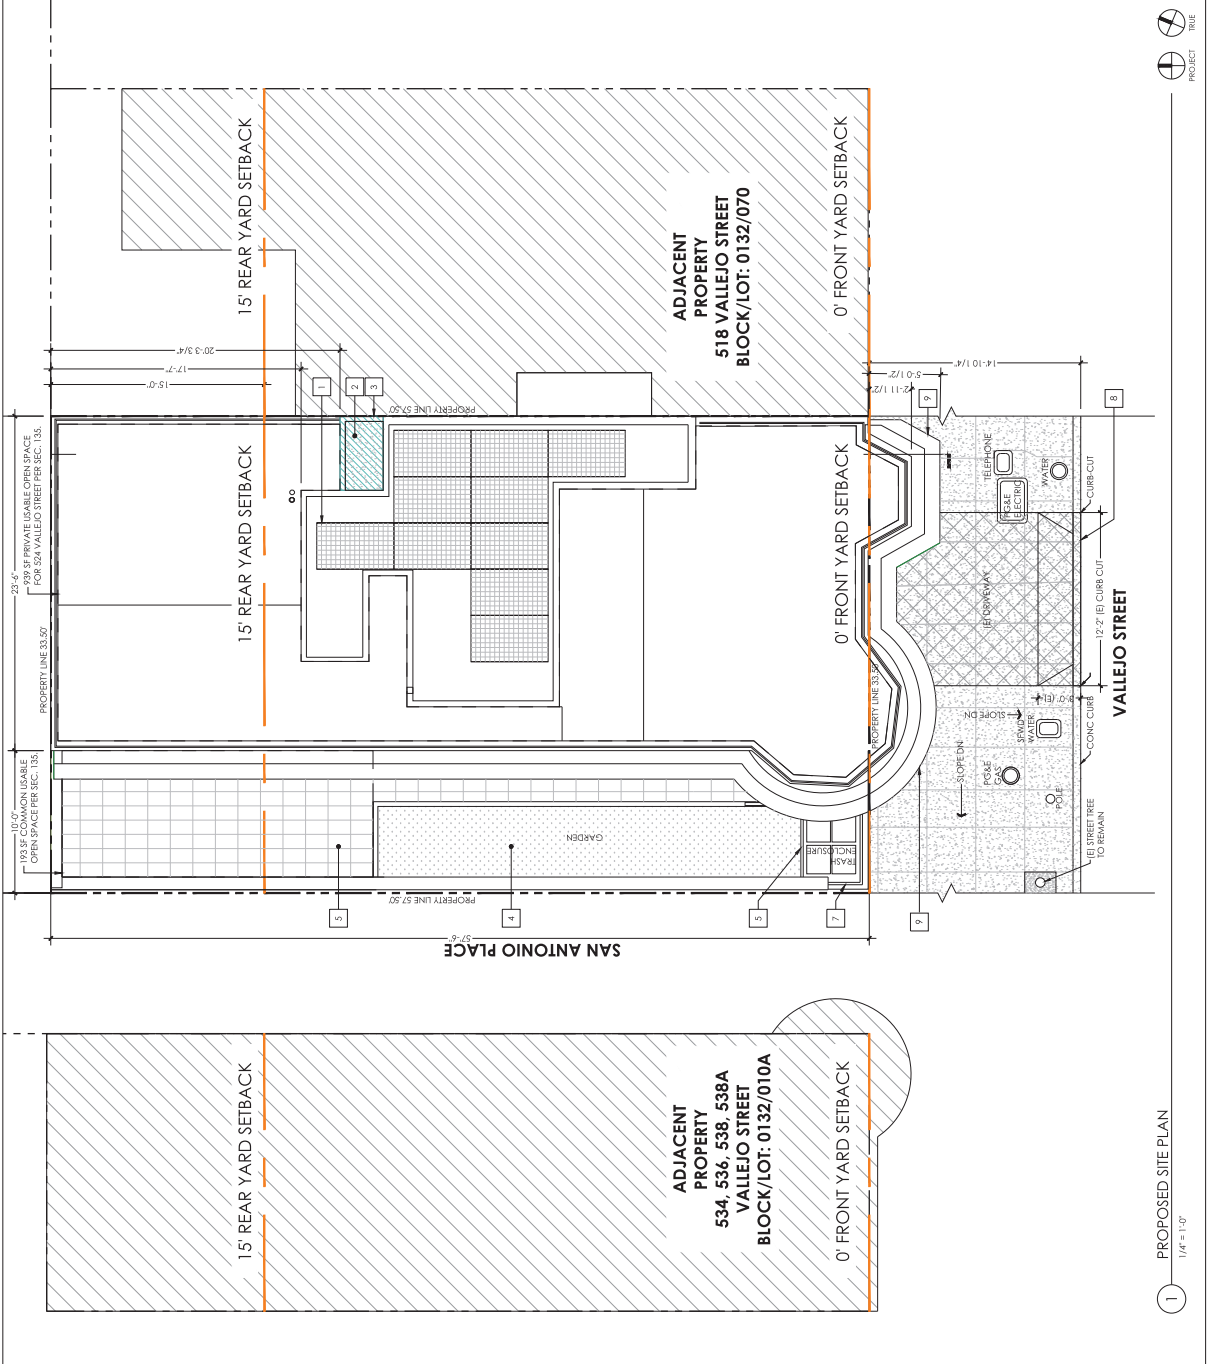 TRUE
PROJECT
15' REAR YARD SETBACK
0' FRONT YARD SETBACK
ADJACENT
PROPERTY
518 VALLEJO STREET
BLOCK/LOT: 0132/070
20'-3 3/4"
17'-7"
15'-0"
1
2
3
PROPERTY LINE 57.50'
14'-10 1/4"
5'-0 1/2"
2'-11 1/2"
9
8
23'-6"
939 SF PRIVATE USABLE OPEN SPACE
FOR 524 VALLEJO STREET PER SEC. 135.
15' REAR YARD SETBACK
0' FRONT YARD SETBACK
PROPERTY LINE 33.50'
PROPERTY LINE 33.50'
TELEPHONE
PG&E
ELECTRIC
WATER
CURB-CUT
(E) DRIVEWAY
12'-2" (E) CURB CUT
VALLEJO STREET
3'-0" (E)
SLOPE DN
SFWD
WATER
CONC CURB
SLOPE DN
PG&E
GAS
POLE
(E) STREET TREE
TO REMAIN
10'-0"
193 SF COMMON USABLE
OPEN SPACE PER SEC. 135.
GARDEN
TRASH
ENCLOSURE
PROPERTY LINE 57.50'
5
4
5
7
9
57'-6"
SAN ANTONIO PLACE
15' REAR YARD SETBACK
0' FRONT YARD SETBACK
ADJACENT
PROPERTY
534, 536, 538, 538A
VALLEJO STREET
BLOCK/LOT: 0132/010A
1
PROPOSED SITE PLAN
1/4" = 1'-0"